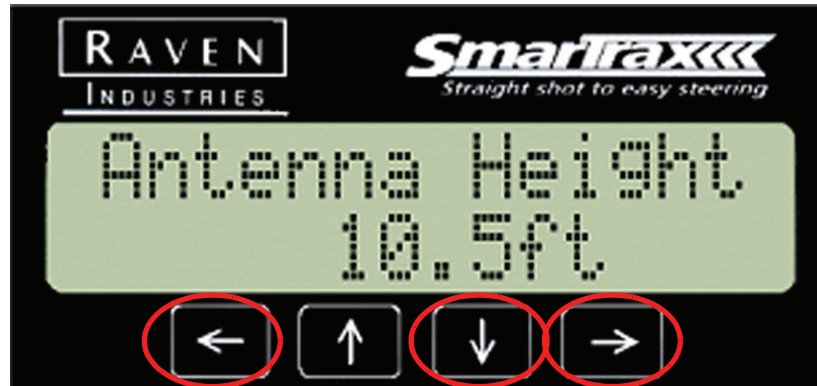 RAVEN
INDUSTRIES
SmarTrax
Straight shot to easy steering
Antenna Height
10.5ft